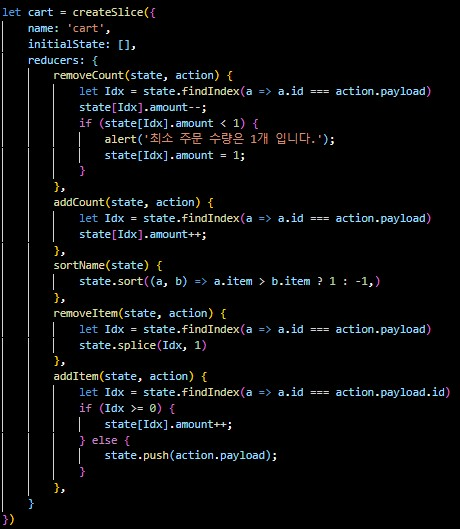 let cart = createSlice({
    name: 'cart',
    initialState: [],
    reducers: {
        removeCount(state, action) {
            let Idx = state.findIndex(a => a.id === action.payload)
            state[Idx].amount--;
            if (state[Idx].amount < 1) {
                alert('최소 주문 수량은 1개 입니다.');
                state[Idx].amount = 1;
            }
        },
        addCount(state, action) {
            let Idx = state.findIndex(a => a.id === action.payload)
            state[Idx].amount++;
        },
        sortName(state) {
            state.sort((a, b) => a.item > b.item ? 1 : -1,)
        },
        removeItem(state, action) {
            let Idx = state.findIndex(a => a.id === action.payload)
            state.splice(Idx, 1)
        },
        addItem(state, action) {
            let Idx = state.findIndex(a => a.id === action.payload.id)
            if (Idx >= 0) {
                state[Idx].amount++;
            } else {
                state.push(action.payload);
            }
        },
    }
})